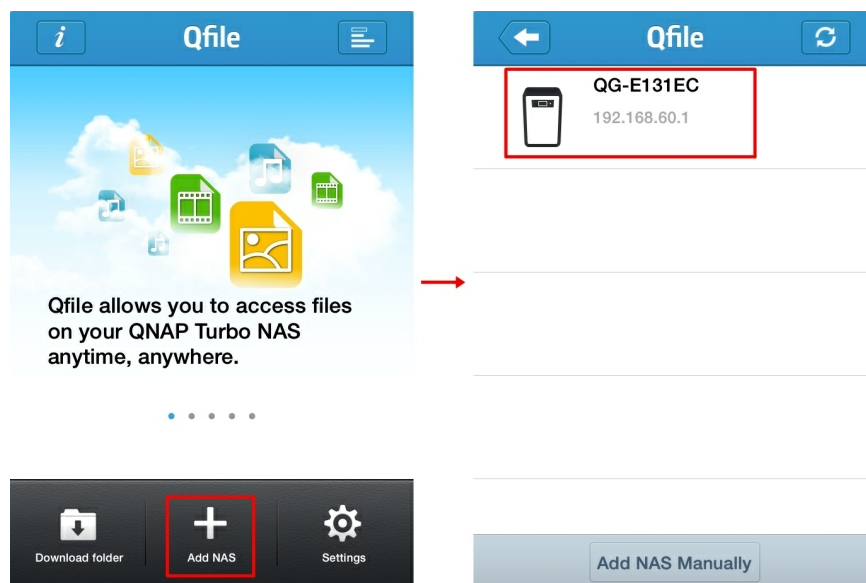 i
Qfile
Qfile allows you to access files
on your QNAP Turbo NAS
anytime, anywhere.
Download folder
Add NAS
Settings
Qfile
QG-E131EC
192.168.60.1
Add NAS Manually